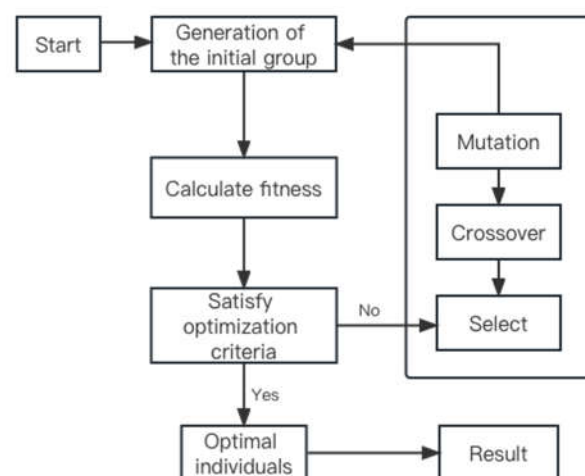 Start
Generation of
the initial group
Mutation
Calculate fitness
Crossover
Satisfy
optimization
criteria
No
Select
Yes
Optimal
individuals
Result